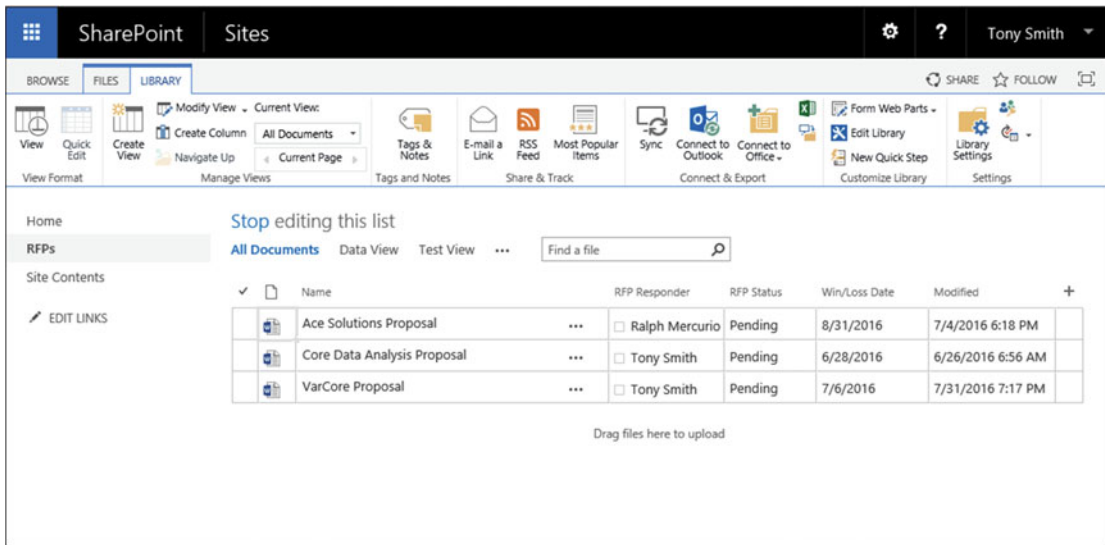 SharePoint Sites ? Tony Smith
BROWSE FILES LIBRARY SHARE FOLLOW
View
Quick
Edit
View Format
Create
View
Modify View
Create Column
Navigate Up
Current View:
All Documents
Current Page
Manage Views
Tags &
Notes
Tags and Notes
E-mail a
Link
RSS
Feed
Most Popular
Items
Share & Track
Sync
Connect to
Outlook
Connect to
Office
Connect & Export
Form Web Parts
Edit Library
New Quick Step
Customize Library
Library
Settings
Settings
Home
RFPs
Site Contents
EDIT LINKS
Stop editing this list
All Documents Data View Test View ... Find a file
Name RFP Responder RFP Status Win/Loss Date Modified +
Ace Solutions Proposal ... Ralph Mercurio Pending 8/31/2016 7/4/2016 6:18 PM
Core Data Analysis Proposal ... Tony Smith Pending 6/28/2016 6/26/2016 6:56 AM
VarCore Proposal ... Tony Smith Pending 7/6/2016 7/31/2016 7:17 PM
Drag files here to upload